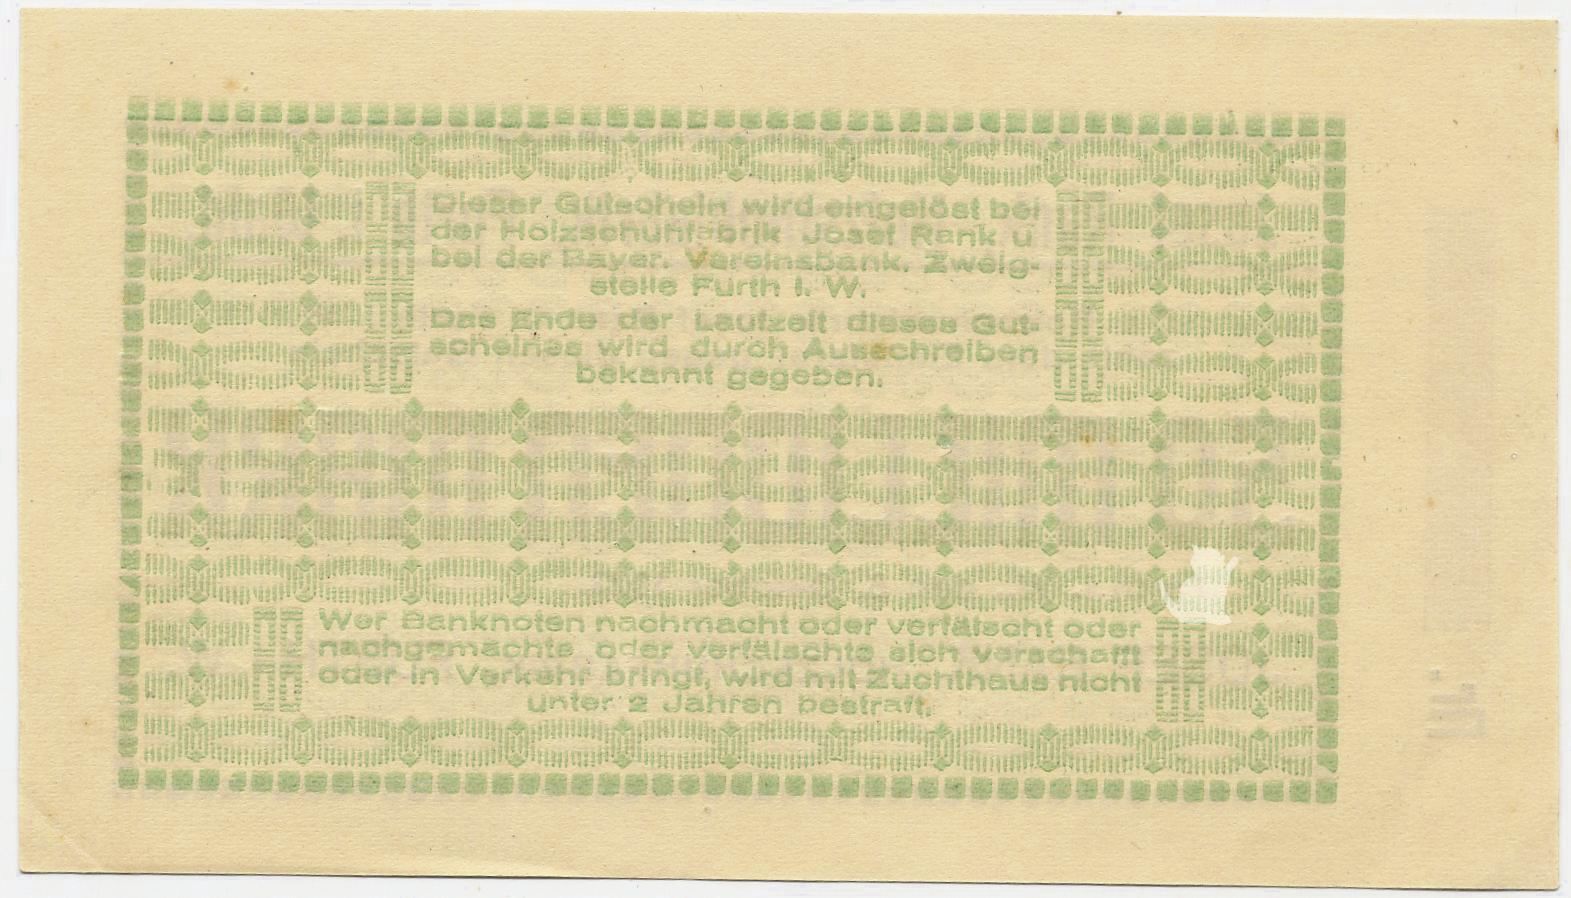 Dieser Gutschein wird eingelöst bei
der Holzschuhfabrik Josef Rank u
bei der Bayer. Vereinsbank, Zweig-
stelle Furth i. W.
Das Ende der Laufzeit dieses Gut-
scheines wird durch Ausschreiben
bekannt gegeben.
Wer Banknoten nachmacht oder verfälscht oder
nachgemachte oder verfälschte sich verschafft
oder in Verkehr bringt, wird mit Zuchthaus nicht
unter 2 Jahren bestraft.